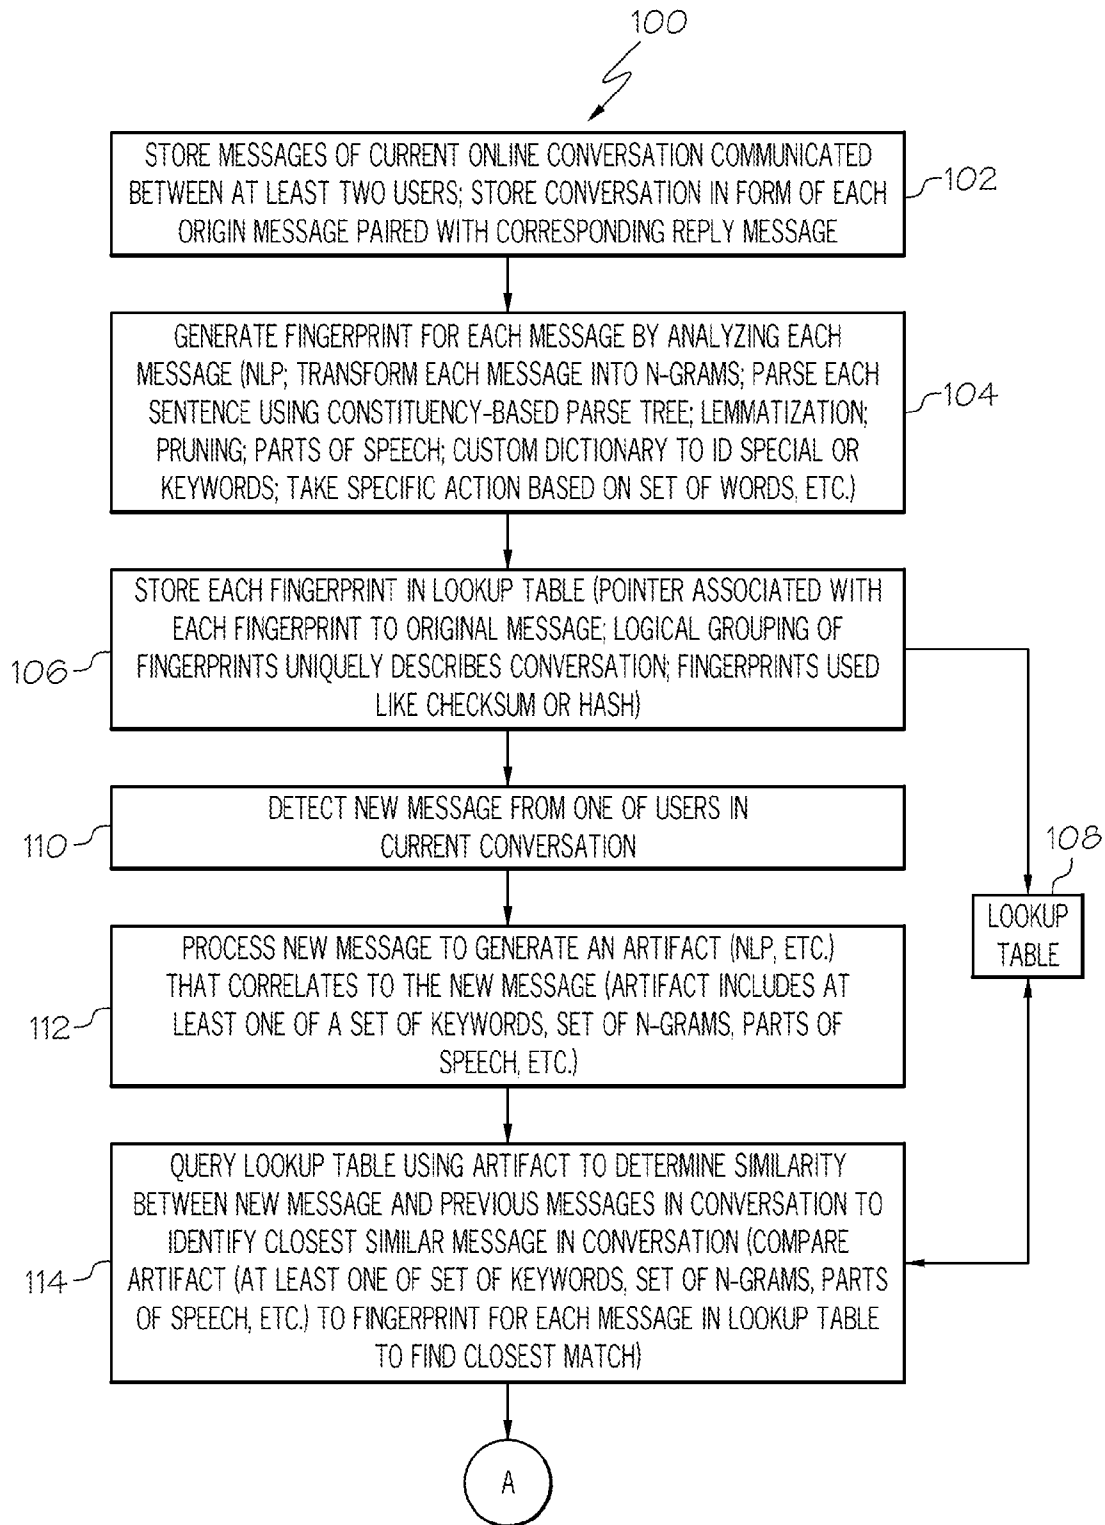 100
STORE MESSAGES OF CURRENT ONLINE CONVERSATION COMMUNICATED
BETWEEN AT LEAST TWO USERS; STORE CONVERSATION IN FORM OF EACH
ORIGIN MESSAGE PAIRED WITH CORRESPONDING REPLY MESSAGE
102
GENERATE FINGERPRINT FOR EACH MESSAGE BY ANALYZING EACH
MESSAGE (NLP; TRANSFORM EACH MESSAGE INTO N-GRAMS; PARSE EACH
SENTENCE USING CONSTITUENCY-BASED PARSE TREE; LEMMATIZATION;
PRUNING; PARTS OF SPEECH; CUSTOM DICTIONARY TO ID SPECIAL OR
KEYWORDS; TAKE SPECIFIC ACTION BASED ON SET OF WORDS, ETC.)
104
STORE EACH FINGERPRINT IN LOOKUP TABLE (POINTER ASSOCIATED WITH
EACH FINGERPRINT TO ORIGINAL MESSAGE; LOGICAL GROUPING OF
FINGERPRINTS UNIQUELY DESCRIBES CONVERSATION; FINGERPRINTS USED
LIKE CHECKSUM OR HASH)
106
DETECT NEW MESSAGE FROM ONE OF USERS IN
CURRENT CONVERSATION
110
108
LOOKUP
TABLE
PROCESS NEW MESSAGE TO GENERATE AN ARTIFACT (NLP, ETC.)
THAT CORRELATES TO THE NEW MESSAGE (ARTIFACT INCLUDES AT
LEAST ONE OF A SET OF KEYWORDS, SET OF N-GRAMS, PARTS OF
SPEECH, ETC.)
112
QUERY LOOKUP TABLE USING ARTIFACT TO DETERMINE SIMILARITY
BETWEEN NEW MESSAGE AND PREVIOUS MESSAGES IN CONVERSATION TO
IDENTIFY CLOSEST SIMILAR MESSAGE IN CONVERSATION (COMPARE
ARTIFACT (AT LEAST ONE OF SET OF KEYWORDS, SET OF N-GRAMS, PARTS
OF SPEECH, ETC.) TO FINGERPRINT FOR EACH MESSAGE IN LOOKUP TABLE
TO FIND CLOSEST MATCH)
114
A